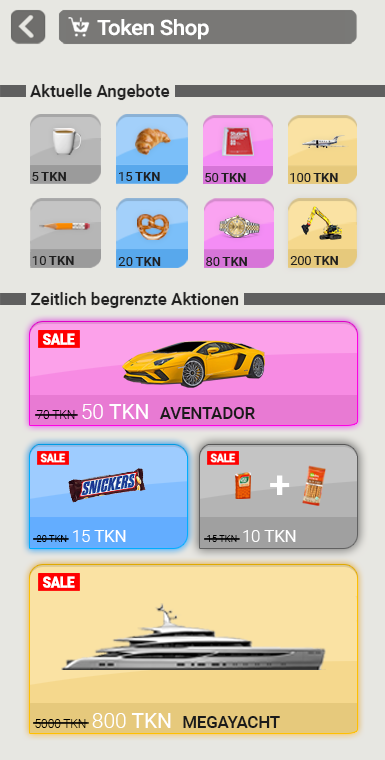 Token Shop
Aktuelle Angebote
5 TKN 15 TKN 50 TKN 100 TKN
10 TKN 20 TKN 80 TKN 200 TKN
Zeitlich begrenzte Aktionen
SALE
70 TKN 50 TKN AVENTADOR
SALE SALE
SNICKERS
20 TKN 15 TKN 15 TKN 10 TKN
SALE
5000 TKN 800 TKN MEGAYACHT